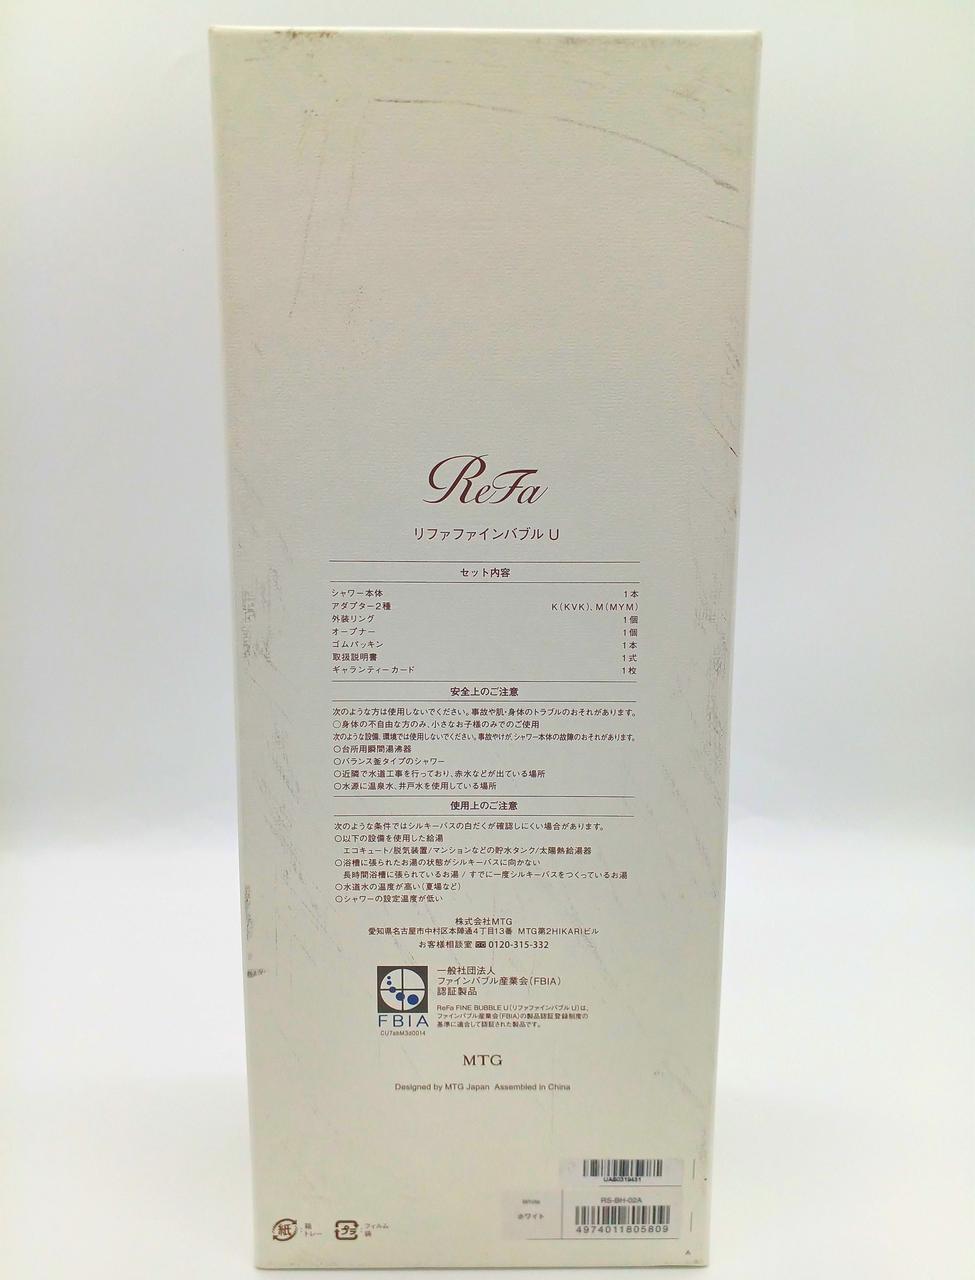 ReFa
リファファインバブル U
セット内容
シャワー本体 1本
アダプター2種 K(KVK)、M(MYM)
外装リング 1個
オープナー 1個
ゴムパッキン 1本
取扱説明書 1式
ギャランティーカード 1枚
安全上のご注意
次のような方は使用しないでください。事故や肌・身体のトラブルのおそれがあります。
○身体の不自由な方のみ、小さなお子様のみでのご使用
次のような設備、環境では使用しないでください。事故やけが、シャワー本体の故障のおそれがあります。
○台所用瞬間湯沸器
○バランス釜タイプのシャワー
○近隣で水道工事を行っており、赤水などが出ている場所
○水源に温泉水、井戸水を使用している場所
使用上のご注意
次のような条件ではシルキーバスの白だくが確認しにくい場合があります。
○以下の設備を使用した給湯
エコキュート/脱気装置/マンションなどの貯水タンク/太陽熱給湯器
○浴槽に張られたお湯の状態がシルキーバスに向かない
長時間浴槽に張られているお湯 / すでに一度シルキーバスをつくっているお湯
○水道水の温度が高い(夏場など)
○シャワーの設定温度が低い
株式会社MTG
愛知県名古屋市中村区本陣通4丁目13番 MTG第2HIKARIビル
お客様相談室 0120-315-332
一般社団法人
ファインバブル産業会(FBIA)
認証製品
ReFa FINE BUBBLE U(リファファインバブル U)は、
ファインバブル産業会(FBIA)の製品認証登録制度の
基準に適合して認証された製品です。
FBIA
CU7abM3d0014
MTG
Designed by MTG Japan Assembled in China
UAB0319431
White
ホワイト
RS-BH-02A
4974011805809
紙
箱
トレー
プラ
フィルム
袋
A